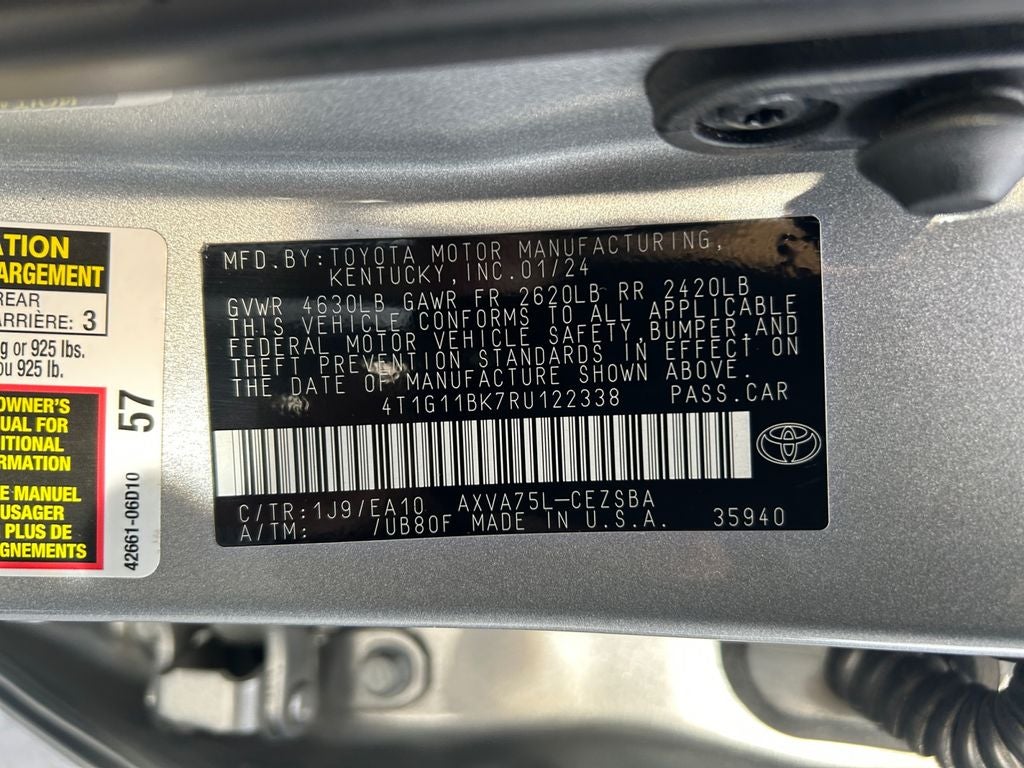 ATION
ARGEMENT
REAR
ARRIÈRE: 3
g or 925 lbs.
ou 925 lb.
OWNER'S
UAL FOR
ITIONAL
RMATION
E MANUEL
USAGER
PLUS DE
GNEMENTS
57
42661-06D10
MFD.BY:TOYOTA MOTOR MANUFACTURING,
KENTUCKY, INC.01/24
GVWR 4630LB GAWR FR 2620LB RR 2420LB
THIS VEHICLE CONFORMS TO ALL APPLICABLE
FEDERAL MOTOR VEHICLE SAFETY,BUMPER,AND
THEFT PREVENTION STANDARDS IN EFFECT ON
THE DATE OF MANUFACTURE SHOWN ABOVE.
4T1G11BK7RU122338 PASS.CAR
C/TR:1J9/EA10 AXVA75L-CEZSBA
A/TM: /UB80F MADE IN U.S.A. 35940